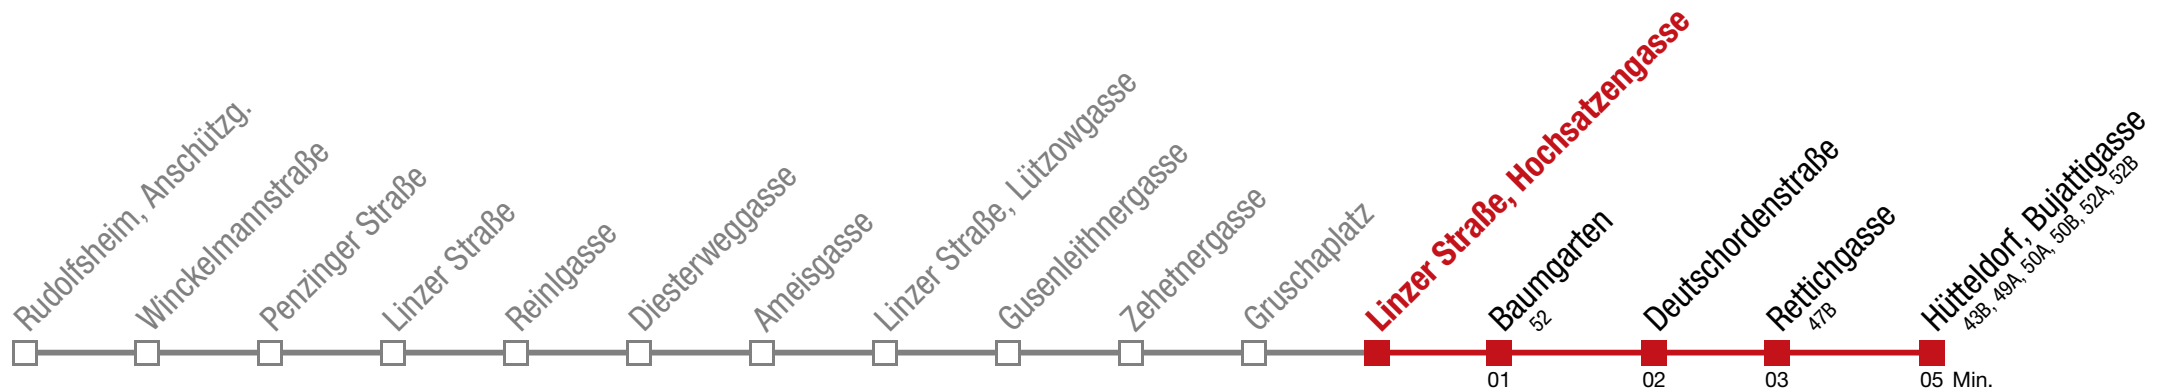 Rudolfsheim, Anschützg.
Winckelmannstraße
Penzinger Straße
Linzer Straße
Reinlgasse
Diesterweggasse
Ameisgasse
Linzer Straße, Lützowgasse
Gusenleithnergasse
Zehetnergasse
Gruschaplatz
Linzer Straße, Hochsatzengasse
Baumgarten
52
Deutschordenstraße
Rettichgasse
47B
Hütteldorf, Bujattigasse
43B, 49A, 50A, 50B, 52A, 52B
01 02 03 05 Min.